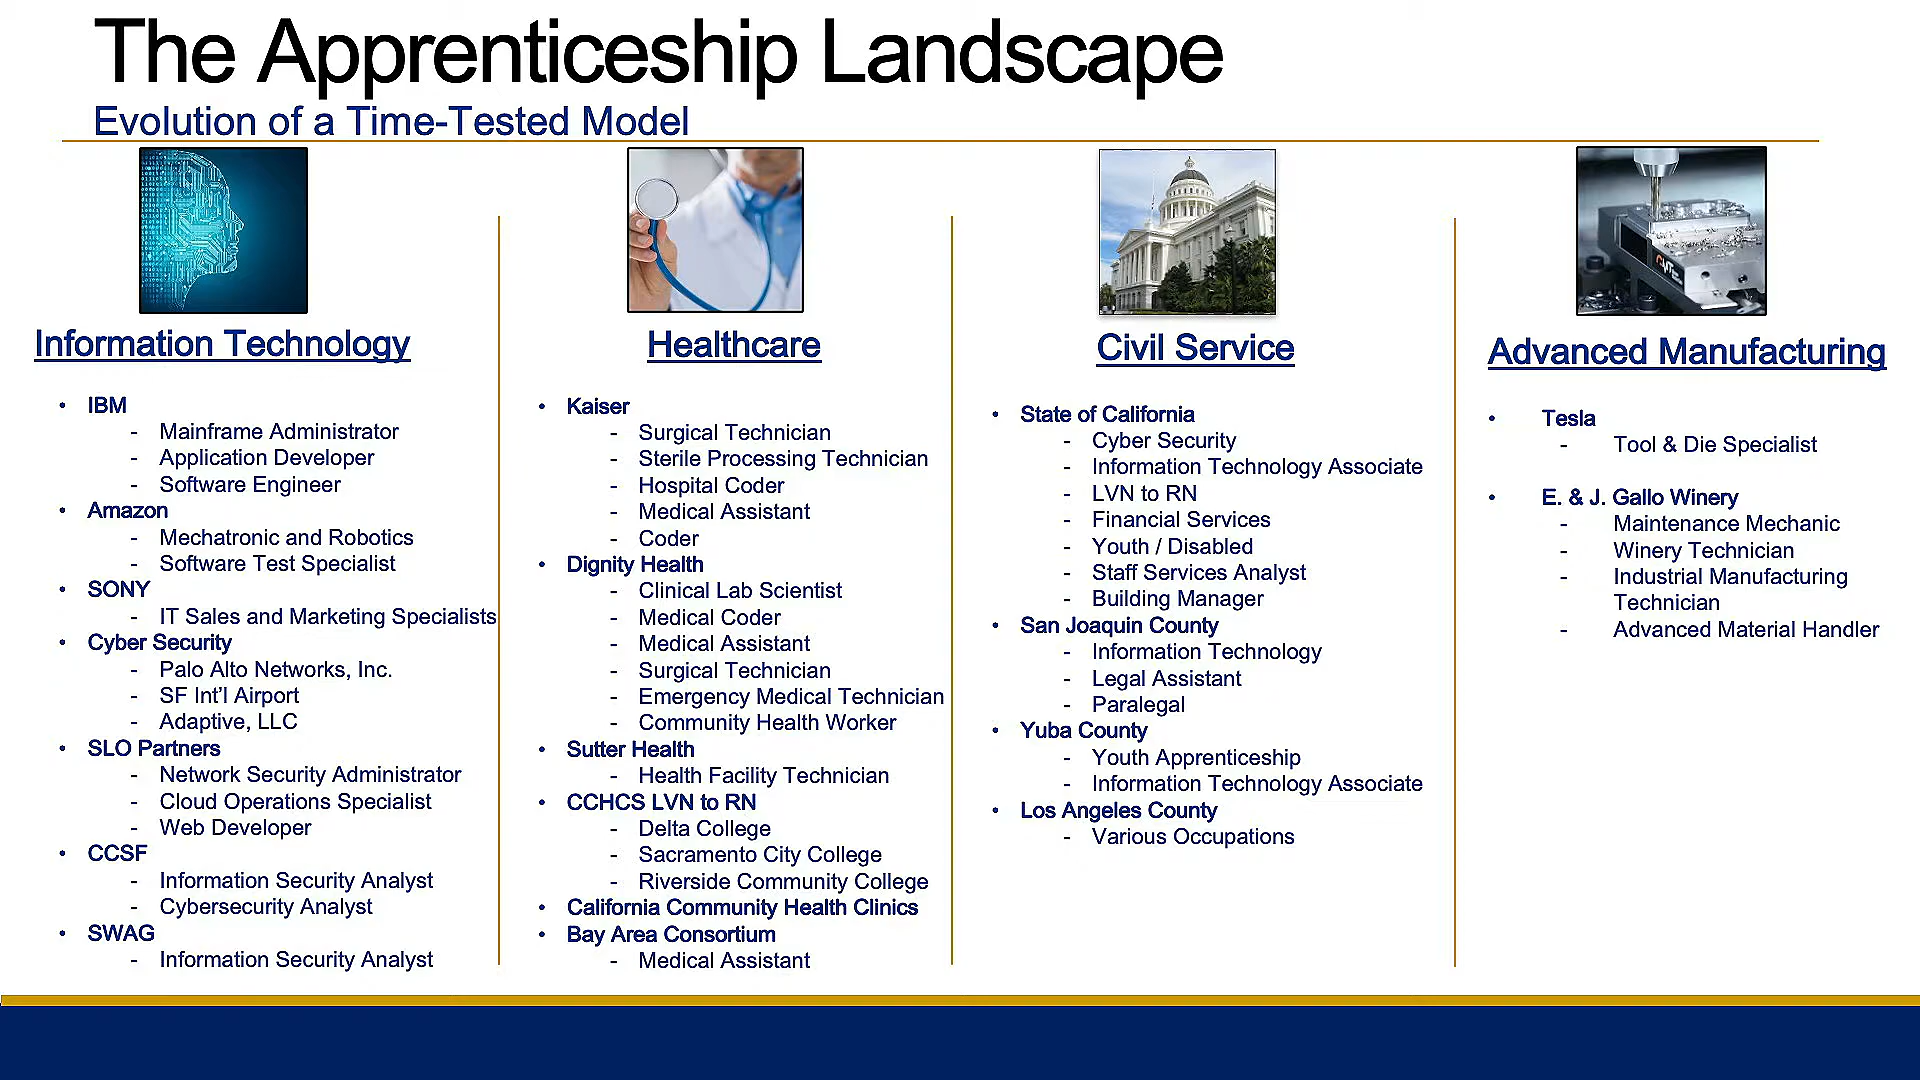 The Apprenticeship Landscape
Evolution of a Time-Tested Model
Information Technology
• IBM
- Mainframe Administrator
- Application Developer
- Software Engineer
• Amazon
- Mechatronic and Robotics
- Software Test Specialist
• SONY
- IT Sales and Marketing Specialists
• Cyber Security
- Palo Alto Networks, Inc.
- SF Int'l Airport
- Adaptive, LLC
• SLO Partners
- Network Security Administrator
- Cloud Operations Specialist
- Web Developer
• CCSF
- Information Security Analyst
- Cybersecurity Analyst
• SWAG
- Information Security Analyst
Healthcare
• Kaiser
- Surgical Technician
- Sterile Processing Technician
- Hospital Coder
- Medical Assistant
- Coder
• Dignity Health
- Clinical Lab Scientist
- Medical Coder
- Medical Assistant
- Surgical Technician
- Emergency Medical Technician
- Community Health Worker
• Sutter Health
- Health Facility Technician
• CCHCS LVN to RN
- Delta College
- Sacramento City College
- Riverside Community College
• California Community Health Clinics
• Bay Area Consortium
- Medical Assistant
Civil Service
• State of California
- Cyber Security
- Information Technology Associate
- LVN to RN
- Financial Services
- Youth / Disabled
- Staff Services Analyst
- Building Manager
• San Joaquin County
- Information Technology
- Legal Assistant
- Paralegal
• Yuba County
- Youth Apprenticeship
- Information Technology Associate
• Los Angeles County
- Various Occupations
Advanced Manufacturing
• Tesla
- Tool & Die Specialist
• E. & J. Gallo Winery
- Maintenance Mechanic
- Winery Technician
- Industrial Manufacturing
Technician
- Advanced Material Handler